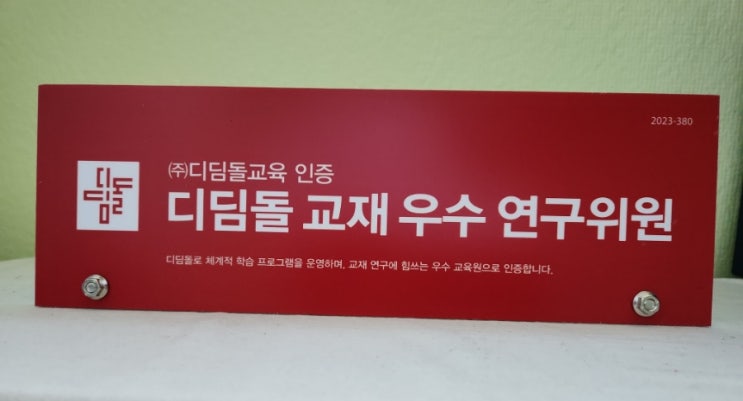 2023-380
㈜디딤돌교육 인증
디딤돌
디딤돌 교재 우수 연구위원
디딤돌로 체계적 학습 프로그램을 운영하며, 교재 연구에 힘쓰는 우수 교육원으로 인증합니다.